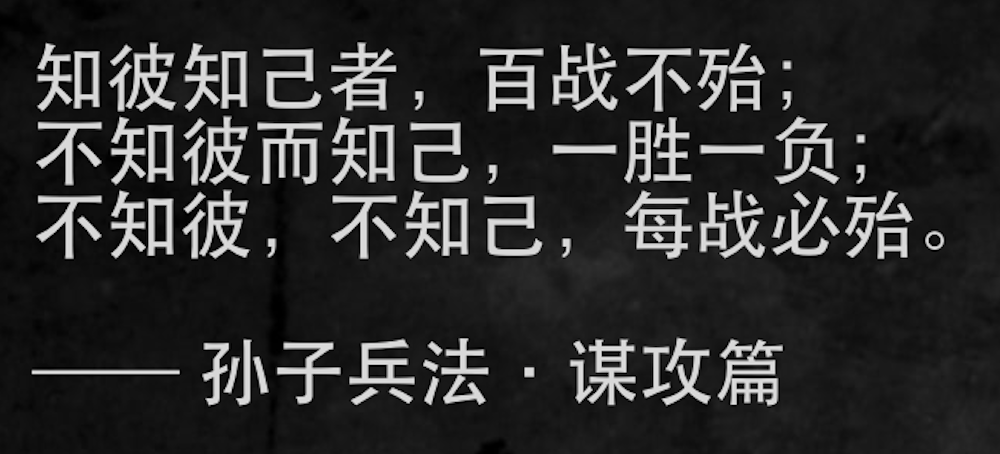 知彼知己者，百战不殆；
不知彼而知己，一胜一负；
不知彼，不知己，每战必殆。
—— 孙子兵法 · 谋攻篇